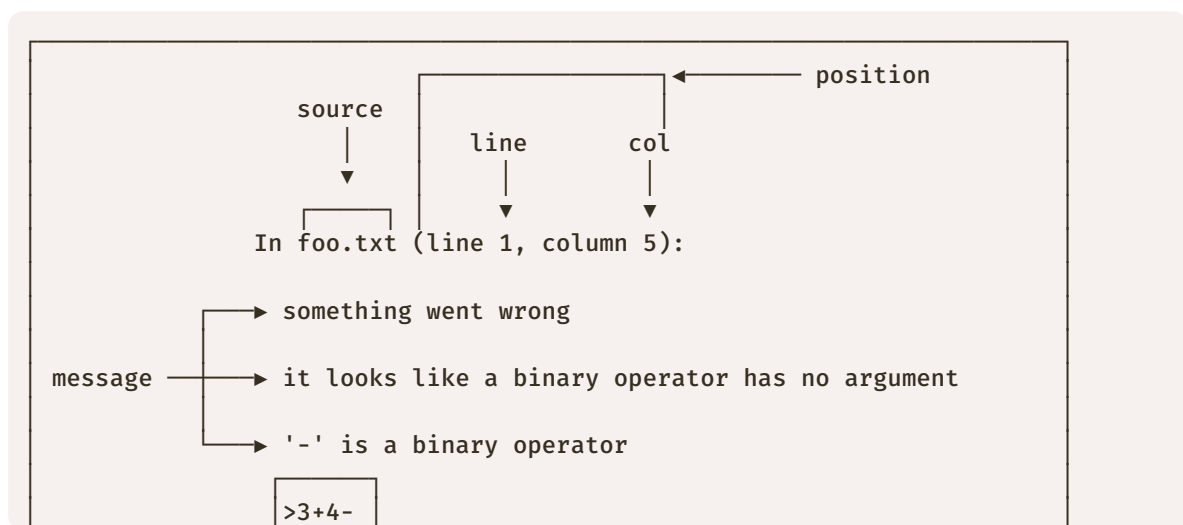 position
source
line col
In foo.txt (line 1, column 5):
something went wrong
message it looks like a binary operator has no argument
'-' is a binary operator
>3+4-